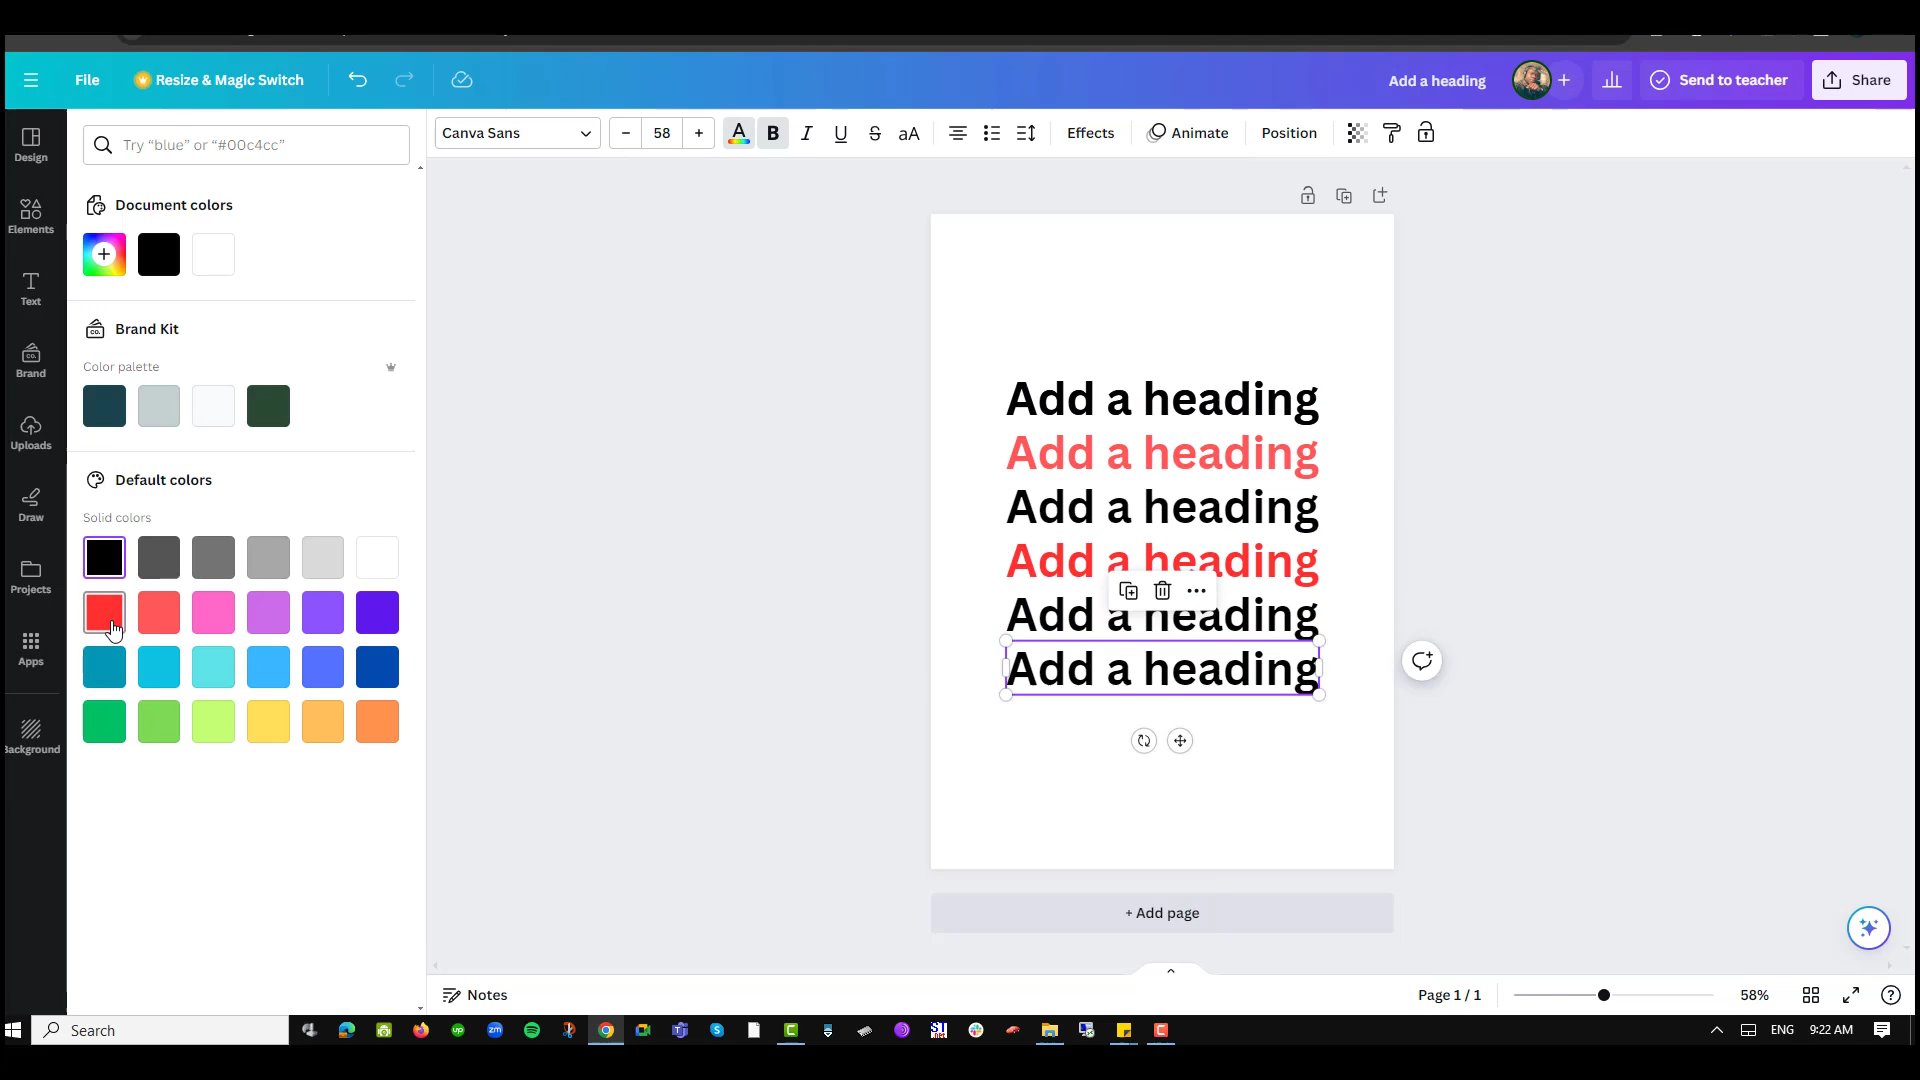 File
Resize & Magic Switch
Add a heading
Send to teacher
Share
Design
Elements
Text
Brand
Uploads
Draw
Projects
Apps
Background
Try “blue” or “#00c4cc”
Document colors
Brand Kit
CO.
Color palette
Default colors
Solid colors
Canva Sans
58
A
B
I
U
S
aA
Effects
Animate
Position
Add a heading
Add a heading
Add a heading
Add a heading
Add a heading
Add a heading
+ Add page
Notes
Page 1 / 1
58%
Search
ENG
9:22 AM